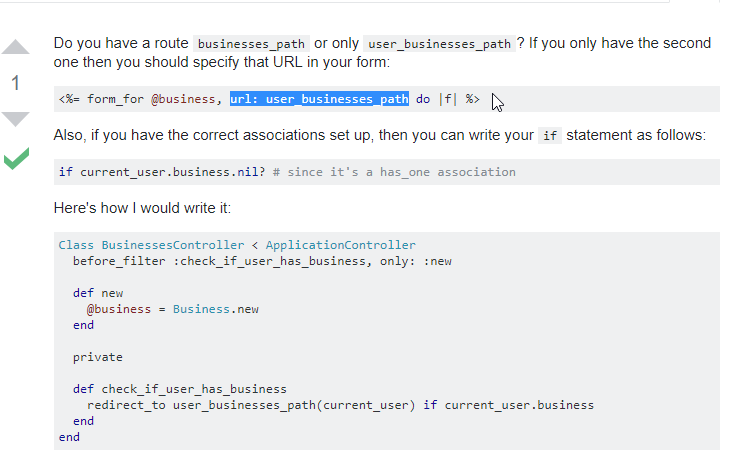 Do you have a route businesses_path or only user_businesses_path ? If you only have the second
one then you should specify that URL in your form:
1
<%= form_for @business, url: user_businesses_path do |f| %>
Also, if you have the correct associations set up, then you can write your if statement as follows:
if current_user.business.nil? # since it's a has_one association
Here's how I would write it:
Class BusinessesController < ApplicationController
  before_filter :check_if_user_has_business, only: :new
  def new
    @business = Business.new
  end
  private
  def check_if_user_has_business
    redirect_to user_businesses_path(current_user) if current_user.business
  end
end